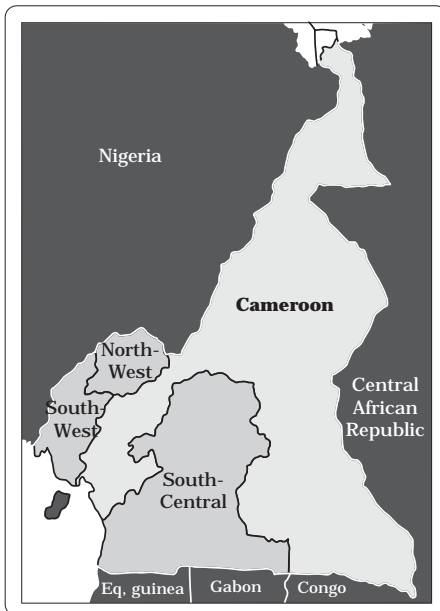 Nigeria
Cameroon
North-
West
Central
African
Republic
South-
West
South-
Central
Eq, guinea
Gabon
Congo